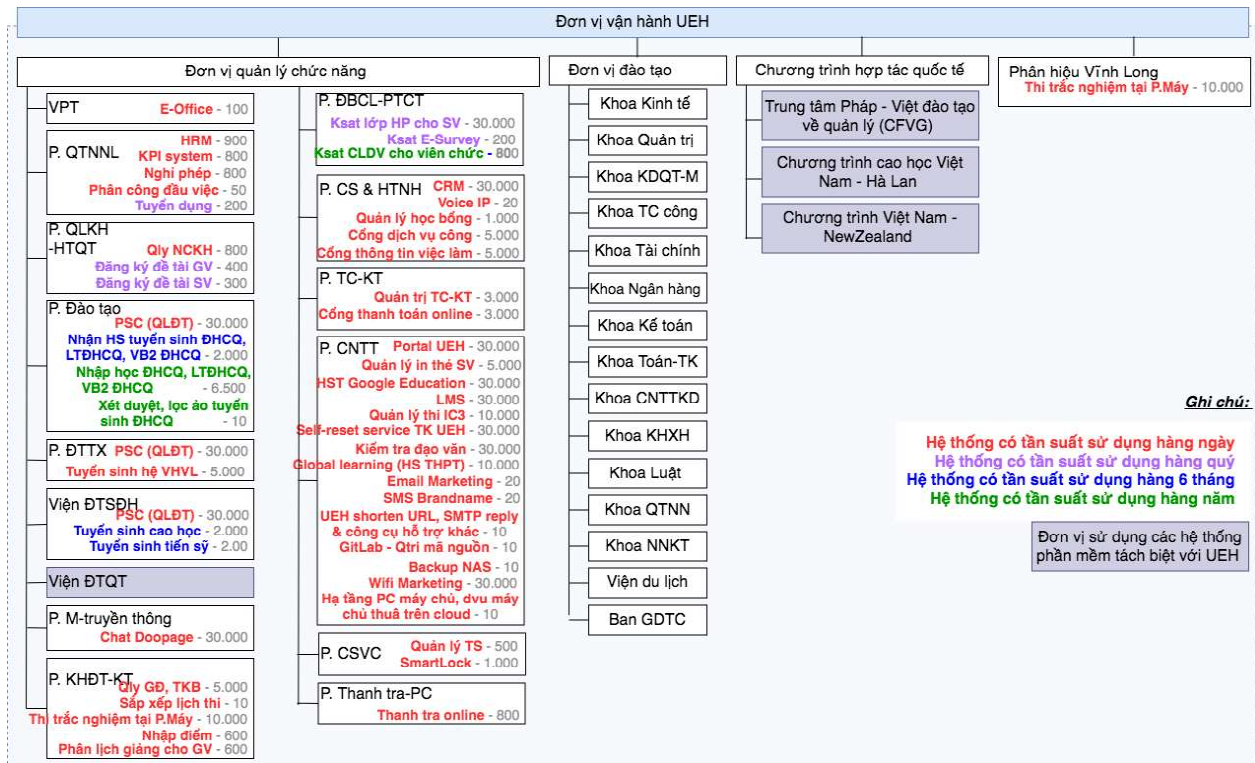 Đơn vị vận hành UEH
Đơn vị quản lý chức năng
VPT
E-Office - 100
P. QTNNL
HRM - 900
KPI system - 800
Nghỉ phép - 800
Phân công đầu việc - 50
Tuyển dụng - 200
P. QLKH
-HTQT
Qly NCKH - 800
Đăng ký đề tài GV - 400
Đăng ký đề tài SV - 300
P. Đào tạo
PSC (QLĐT) - 30.000
Nhận HS tuyển sinh ĐHCQ,
LTĐHCQ, VB2 ĐHCQ - 2.000
Nhập học ĐHCQ, LTĐHCQ,
VB2 ĐHCQ - 6.500
Xét duyệt, lọc ảo tuyển
sinh ĐHCQ - 10
P. ĐTTX PSC (QLĐT) - 30.000
Tuyển sinh hệ VHVL - 5.000
Viện ĐTSĐH
PSC (QLĐT) - 30.000
Tuyển sinh cao học - 2.000
Tuyển sinh tiến sỹ - 2.00
Viện ĐTQT
P. M-truyền thông
Chat Doopage - 30.000
P. KHĐT-KT
Qly GĐ, TKB - 5.000
Sắp xếp lịch thi - 10
Thi trắc nghiệm tại P.Máy - 10.000
Nhập điểm - 600
Phân lịch giảng cho GV - 600
P. ĐBCL-PTCT
Ksat lớp HP cho SV - 30.000
Ksat E-Survey - 200
Ksat CLDV cho viên chức - 800
P. CS & HTNH CRM - 30.000
Voice IP - 20
Quản lý học bổng - 1.000
Cổng dịch vụ công - 5.000
Cổng thông tin việc làm - 5.000
P. TC-KT
Quản trị TC-KT - 3.000
Cổng thanh toán online - 3.000
P. CNTT Portal UEH - 30.000
Quản lý in thẻ SV - 5.000
HST Google Education - 30.000
LMS - 30.000
Quản lý thi IC3 - 10.000
Self-reset service TK UEH - 30.000
Kiểm tra đạo văn - 30.000
Global learning (HS THPT) - 10.000
Email Marketing - 20
SMS Brandname - 20
UEH shorten URL, SMTP reply
& công cụ hỗ trợ khác - 10
GitLab - Qtri mã nguồn - 10
Backup NAS - 10
Wifi Marketing - 30.000
Hạ tầng PC máy chủ, dvu máy
chủ thuâ trên cloud - 10
P. CSVC
Quản lý TS - 500
SmartLock - 1.000
P. Thanh tra-PC
Thanh tra online - 800
Đơn vị đào tạo
Khoa Kinh tế
Khoa Quản trị
Khoa KDQT-M
Khoa TC công
Khoa Tài chính
Khoa Ngân hàng
Khoa Kế toán
Khoa Toán-TK
Khoa CNTTKD
Khoa KHXH
Khoa Luật
Khoa QTNN
Khoa NNKT
Viện du lịch
Ban GDTC
Chương trình hợp tác quốc tế
Trung tâm Pháp - Việt đào tạo
về quản lý (CFVG)
Chương trình cao học Việt
Nam - Hà Lan
Chương trình Việt Nam -
NewZealand
Phân hiệu Vĩnh Long
Thi trắc nghiệm tại P.Máy - 10.000
Ghi chú:
Hệ thống có tần suất sử dụng hàng ngày
Hệ thống có tần suất sử dụng hàng quý
Hệ thống có tần suất sử dụng hàng 6 tháng
Hệ thống có tần suất sử dụng hàng năm
Đơn vị sử dụng các hệ thống
phần mềm tách biệt với UEH